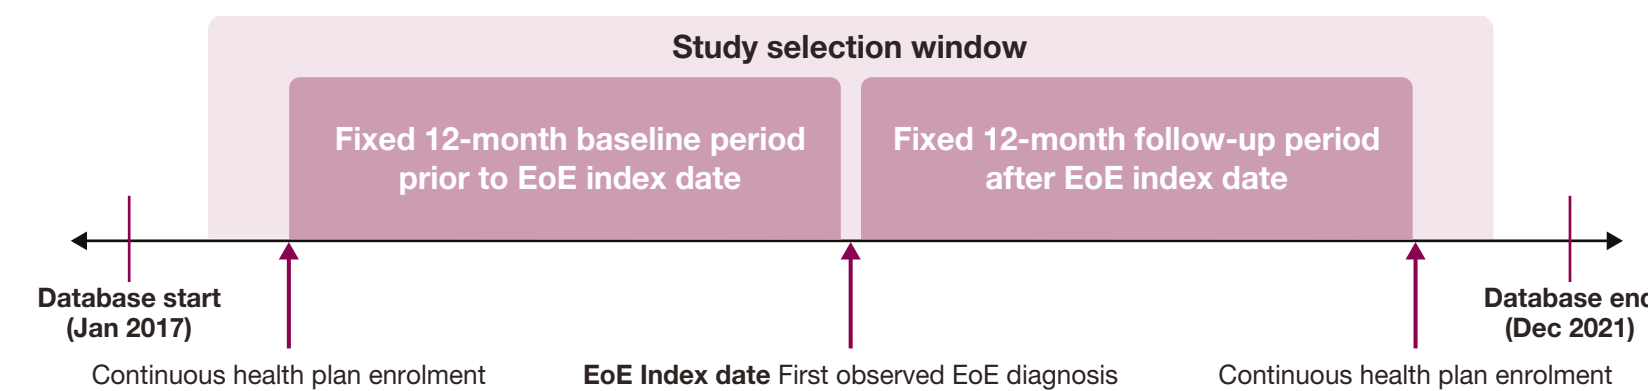 Study selection window
Fixed 12-month baseline period
prior to EoE index date
Fixed 12-month follow-up period
after EoE index date
Database start
(Jan 2017)
Database end
(Dec 2021)
Continuous health plan enrolment
EoE Index date First observed EoE diagnosis
Continuous health plan enrolment